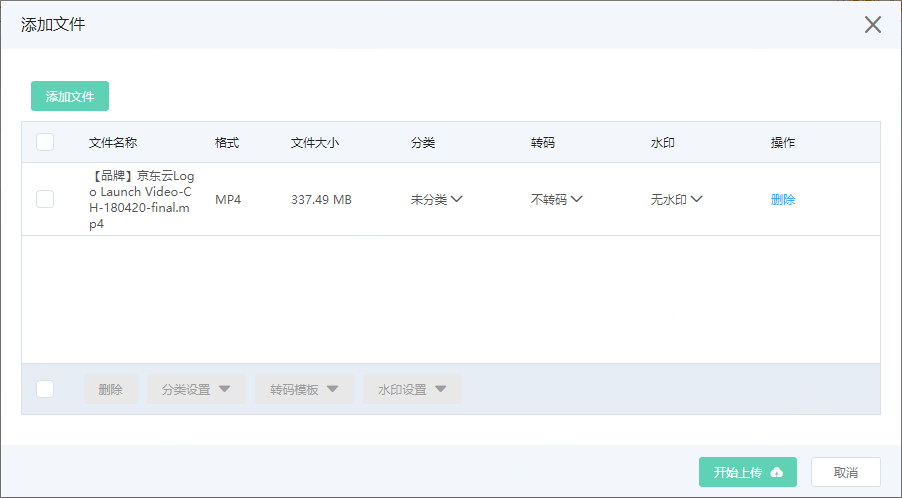 添加文件
添加文件
文件名称 格式 文件大小 分类 转码 水印 操作
【品牌】京东云Log
o Launch Video-C
H-180420-final.m
p4
MP4 337.49 MB 未分类 不转码 无水印 删除
删除 分类设置 转码模板 水印设置
开始上传 取消